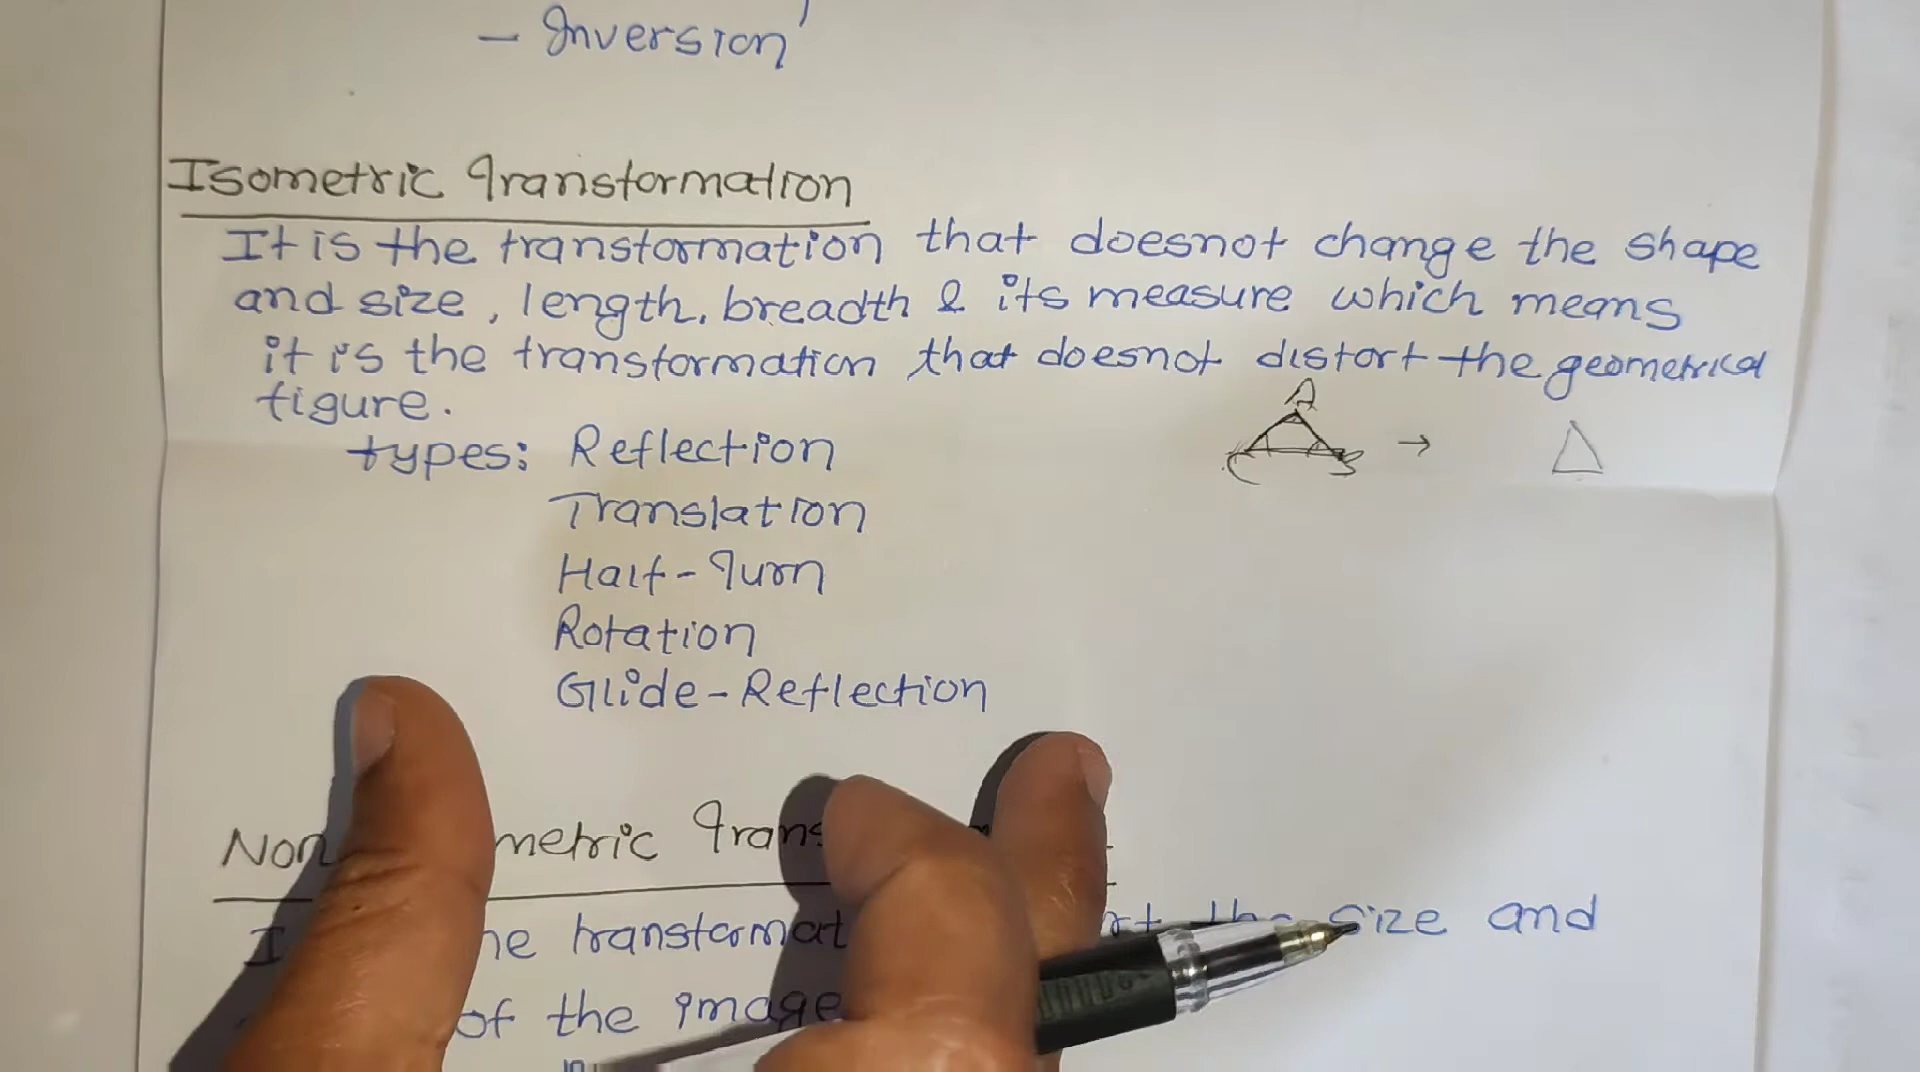 - Inversion
Isometric Transformation
It is the transformation that doesnot change the shape
and size, length, breadth & its measure which means
it is the transformation that doesnot distort the geometrical
figure.
A
C B
→
types: Reflection
Translation
Half-Turn
Rotation
Glide-Reflection
Non metric Trans
the size and
of the image